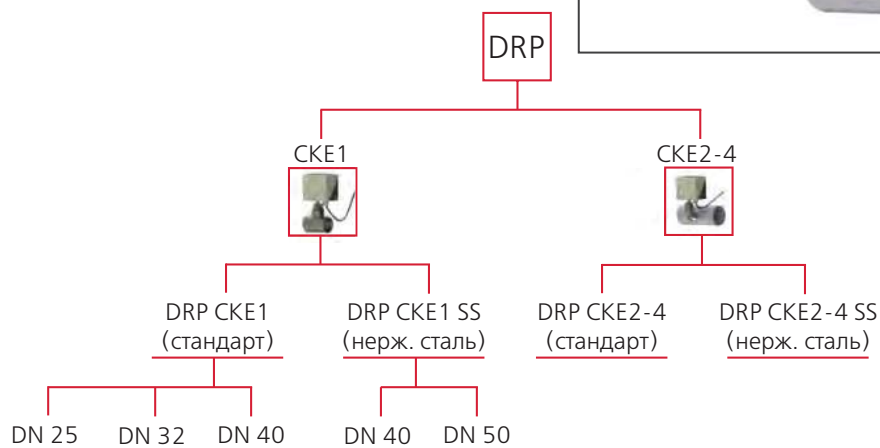 DRP
CKE1
CKE2-4
DRP CKE1
(стандарт)
DRP CKE1 SS
(нерж. сталь)
DRP CKE2-4
(стандарт)
DRP CKE2-4 SS
(нерж. сталь)
DN 25
DN 32
DN 40
DN 40
DN 50